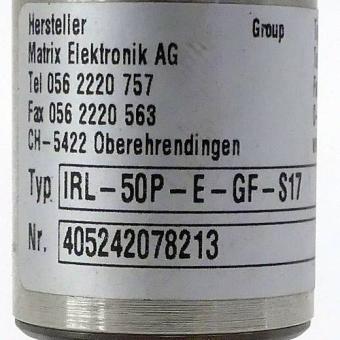 Hersteller Group
Matrix Elektronik AG
Tel 056 2220 757
Fax 056 2220 563
CH-5422 Oberehrendingen
Typ IRL-50P-E-GF-S17
Nr. 405242078213